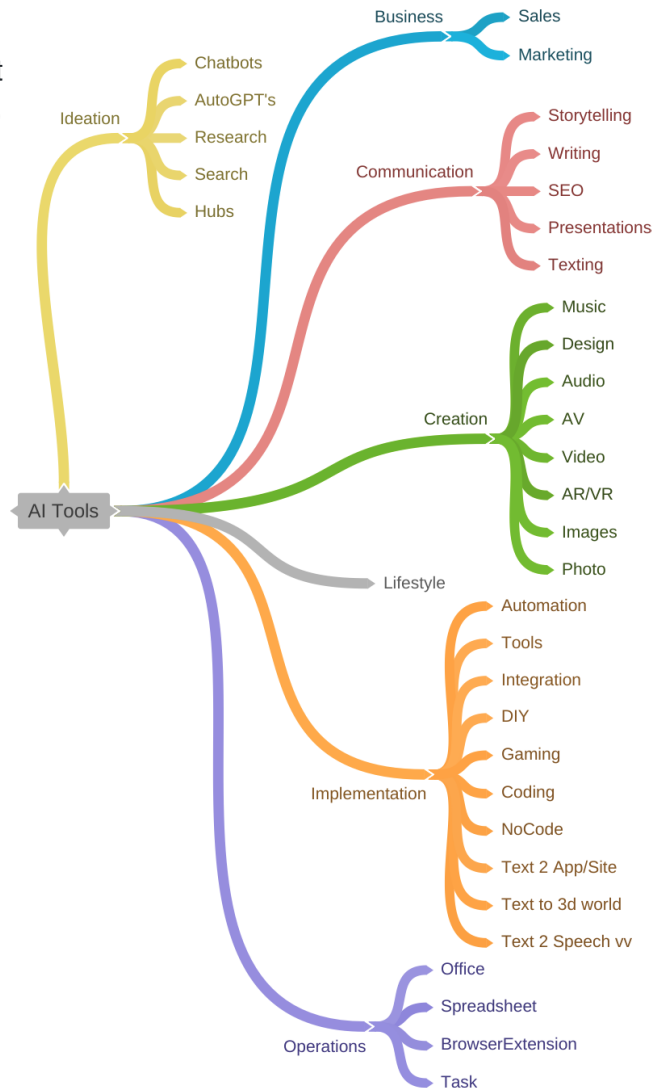 t
Business
Sales
Marketing
Ideation
Chatbots
AutoGPT's
Research
Search
Hubs
Communication
Storytelling
Writing
SEO
Presentations
Texting
Creation
Music
Design
Audio
AV
Video
AR/VR
Images
Photo
AI Tools
Lifestyle
Implementation
Automation
Tools
Integration
DIY
Gaming
Coding
NoCode
Text 2 App/Site
Text to 3d world
Text 2 Speech vv
Operations
Office
Spreadsheet
BrowserExtension
Task